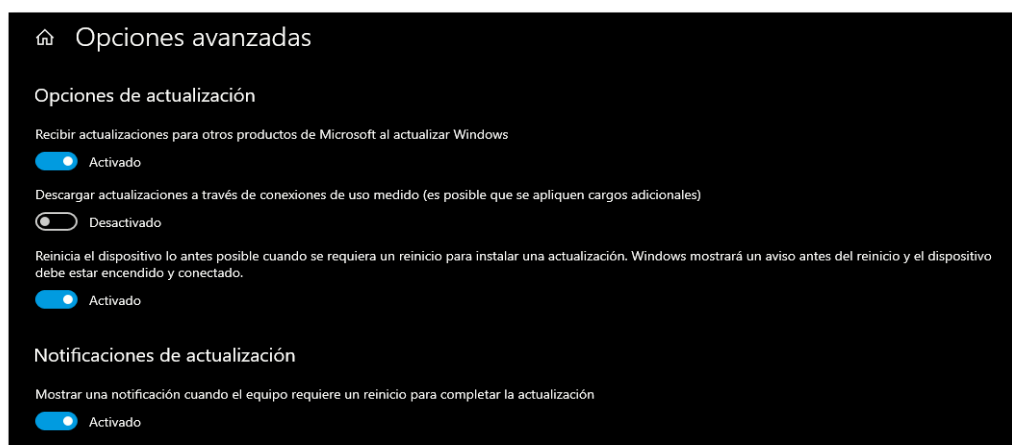 Opciones avanzadas
Opciones de actualización
Recibir actualizaciones para otros productos de Microsoft al actualizar Windows
Activado
Descargar actualizaciones a través de conexiones de uso medido (es posible que se apliquen cargos adicionales)
Desactivado
Reinicia el dispositivo lo antes posible cuando se requiera un reinicio para instalar una actualización. Windows mostrará un aviso antes del reinicio y el dispositivo
debe estar encendido y conectado.
Activado
Notificaciones de actualización
Mostrar una notificación cuando el equipo requiere un reinicio para completar la actualización
Activado